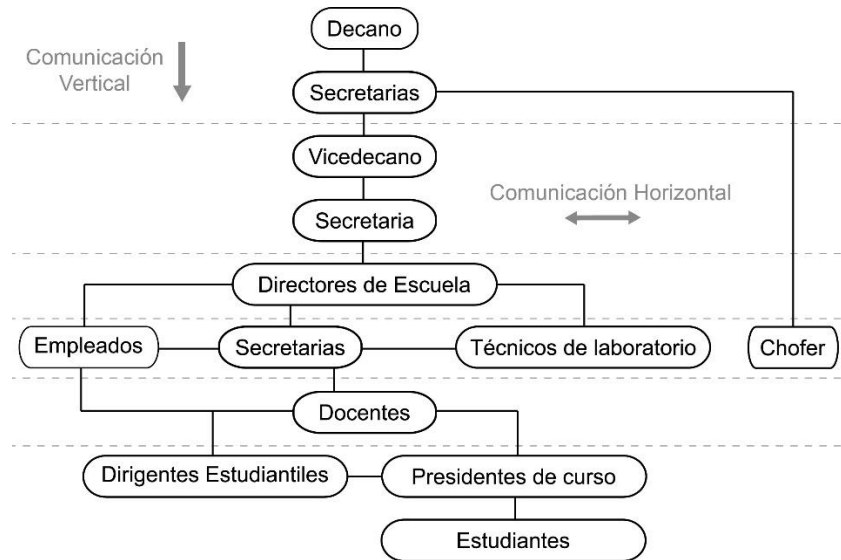 Decano
Comunicación
Vertical
Secretarias
Vicedecano
Comunicación Horizontal
Secretaria
Directores de Escuela
Empleados
Secretarias
Técnicos de laboratorio
Chofer
Docentes
Dirigentes Estudiantiles
Presidentes de curso
Estudiantes